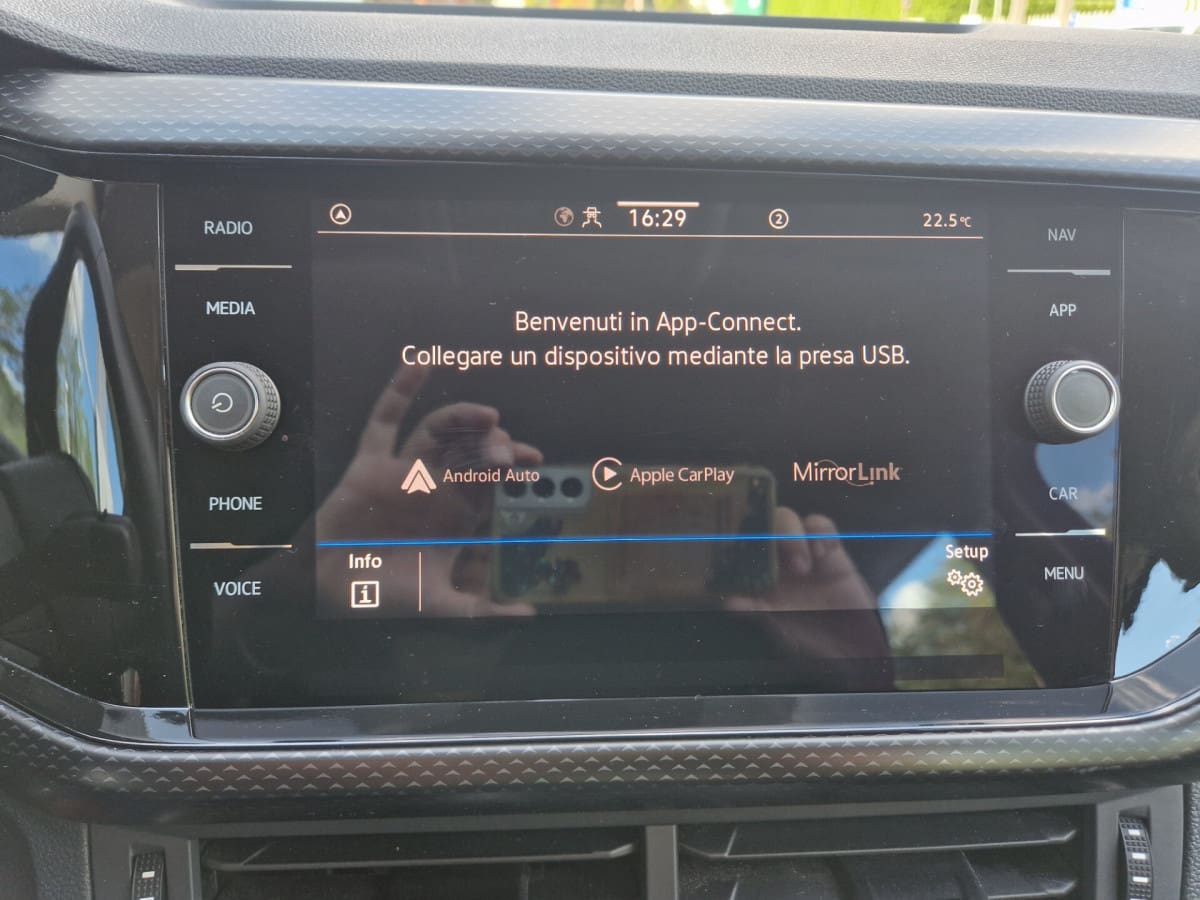 RADIO
MEDIA
PHONE
VOICE
16:29
2
22.5°C
Benvenuti in App-Connect.
Collegare un dispositivo mediante la presa USB.
Android Auto
Apple CarPlay
MirrorLink
Info
i
Setup
NAV
APP
CAR
MENU